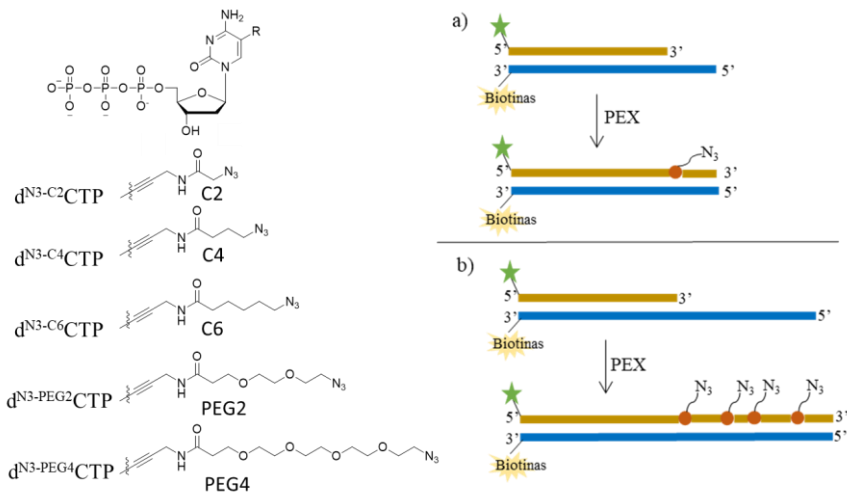 NH₂
N
R
O
N
O
O
O
⁻O-P-O-P-O-P-O
O⁻
O⁻
O⁻
O
OH
dᴺ³⁻ᶜ²CTP
O
N
H
N₃
C2
dᴺ³⁻ᶜ⁴CTP
O
N
H
N₃
C4
dᴺ³⁻ᶜ⁶CTP
O
N
H
N₃
C6
dᴺ³⁻ᴾᴱᴳ²CTP
O
N
H
O
O
N₃
PEG2
dᴺ³⁻ᴾᴱᴳ⁴CTP
O
N
H
O
O
O
O
N₃
PEG4
a)
5’
3’
3’
5’
Biotinas
PEX
N₃
5’
3’
3’
5’
Biotinas
b)
5’
3’
3’
5’
Biotinas
PEX
N₃
N₃
N₃
N₃
5’
3’
3’
5’
Biotinas